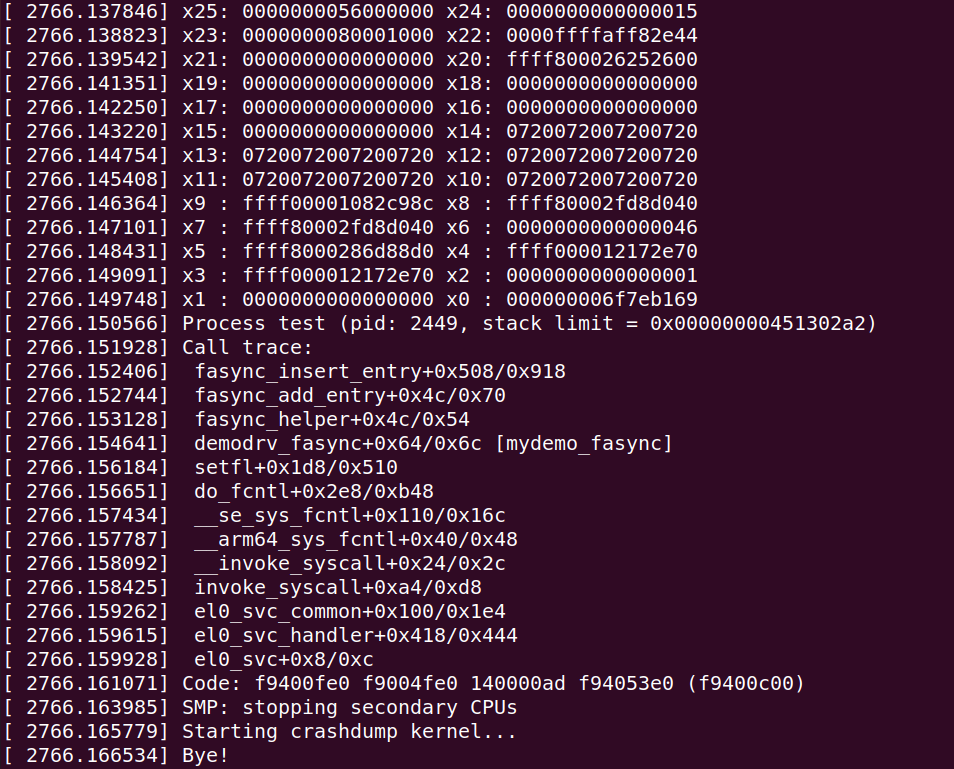 [ 2766.137846] x25: 0000000056000000 x24: 0000000000000015
[ 2766.138823] x23: 0000000080001000 x22: 0000ffffaff82e44
[ 2766.139542] x21: 0000000000000000 x20: ffff800026252600
[ 2766.141351] x19: 0000000000000000 x18: 0000000000000000
[ 2766.142250] x17: 0000000000000000 x16: 0000000000000000
[ 2766.143220] x15: 0000000000000000 x14: 0720072007200720
[ 2766.144754] x13: 0720072007200720 x12: 0720072007200720
[ 2766.145408] x11: 0720072007200720 x10: 0720072007200720
[ 2766.146364] x9 : ffff00001082c98c x8 : ffff80002fd8d040
[ 2766.147101] x7 : ffff80002fd8d040 x6 : 0000000000000046
[ 2766.148431] x5 : ffff8000286d88d0 x4 : ffff000012172e70
[ 2766.149091] x3 : ffff000012172e70 x2 : 0000000000000001
[ 2766.149748] x1 : 0000000000000000 x0 : 000000006f7eb169
[ 2766.150566] Process test (pid: 2449, stack limit = 0x00000000451302a2)
[ 2766.151928] Call trace:
[ 2766.152406]  fasync_insert_entry+0x508/0x918
[ 2766.152744]  fasync_add_entry+0x4c/0x70
[ 2766.153128]  fasync_helper+0x4c/0x54
[ 2766.154641]  demodrv_fasync+0x64/0x6c [mydemo_fasync]
[ 2766.156184]  setfl+0x1d8/0x510
[ 2766.156651]  do_fcntl+0x2e8/0xb48
[ 2766.157434]  __se_sys_fcntl+0x110/0x16c
[ 2766.157787]  __arm64_sys_fcntl+0x40/0x48
[ 2766.158092]  __invoke_syscall+0x24/0x2c
[ 2766.158425]  invoke_syscall+0xa4/0xd8
[ 2766.159262]  el0_svc_common+0x100/0x1e4
[ 2766.159615]  el0_svc_handler+0x418/0x444
[ 2766.159928]  el0_svc+0x8/0xc
[ 2766.161071] Code: f9400fe0 f9004fe0 140000ad f94053e0 (f9400c00)
[ 2766.163985] SMP: stopping secondary CPUs
[ 2766.165779] Starting crashdump kernel...
[ 2766.166534] Bye!